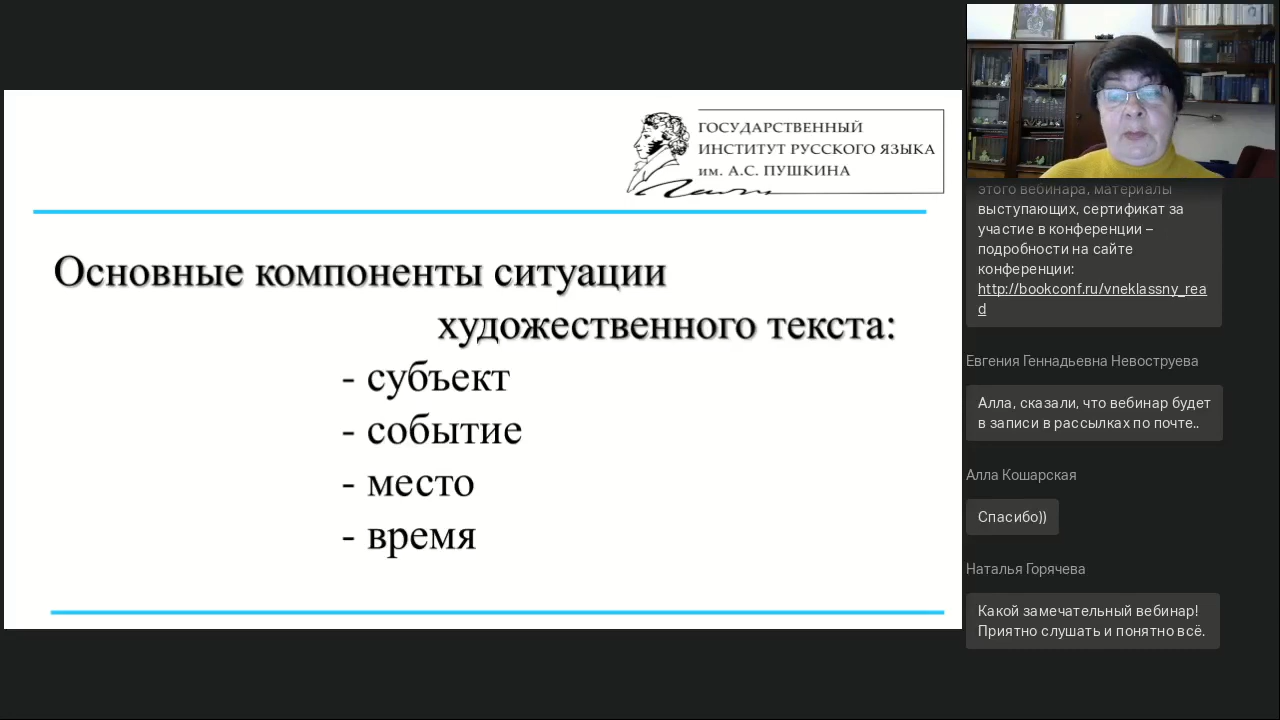 ГОСУДАРСТВЕННЫЙ
ИНСТИТУТ РУССКОГО ЯЗЫКА
им. А.С. ПУШКИНА
Основные компоненты ситуации
художественного текста:
- субъект
- событие
- место
- время
этого вебинара, материалы
выступающих, сертификат за
участие в конференции –
подробности на сайте
конференции:
http://bookconf.ru/vneklassny_rea
d
Евгения Геннадьевна Невоструева
Алла, сказали, что вебинар будет
в записи в рассылках по почте..
Алла Кошарская
Спасибо))
Наталья Горячева
Какой замечательный вебинар!
Приятно слушать и понятно всё.